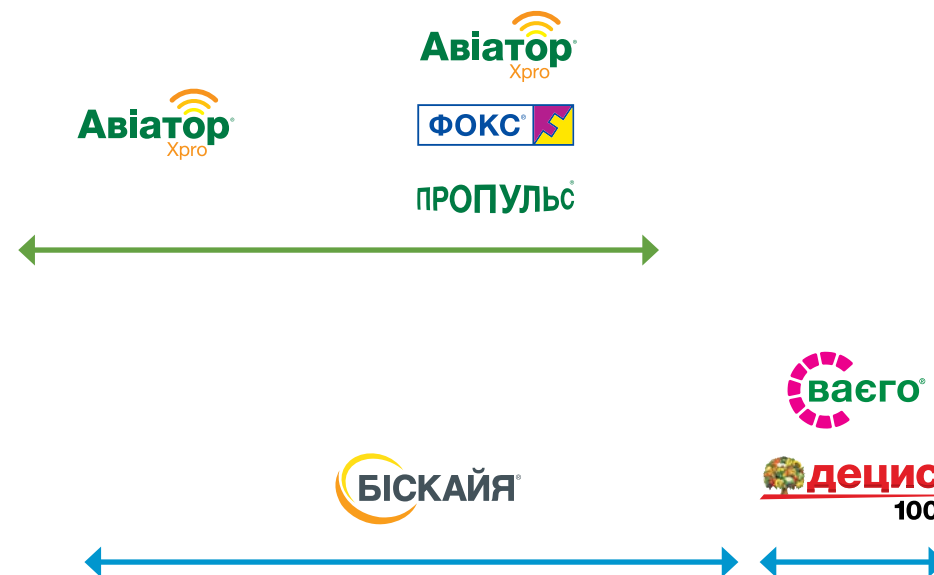 Авіатор®
Xpro
Авіатор®
Xpro
ФОКС®
ПРОПУЛЬС®
ваєго®
БІСКАЙЯ®
децис
100